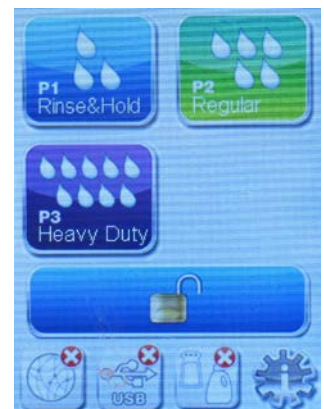 P1
Rinse&Hold
P2
Regular
P3
Heavy Duty
USB